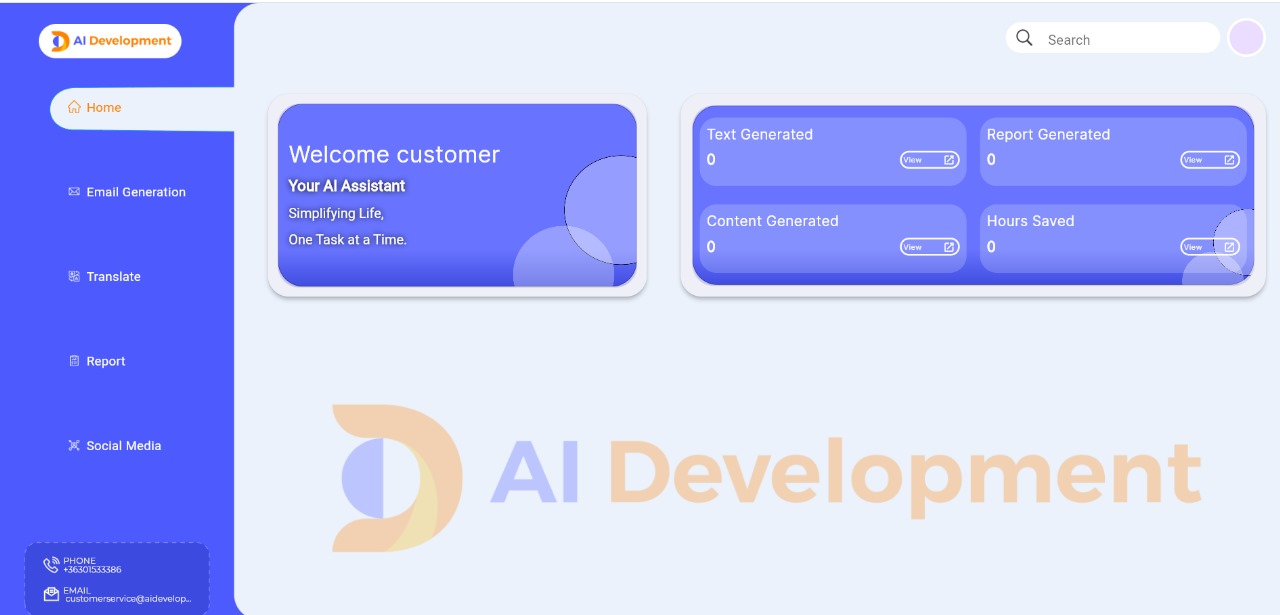 AI Development
Search
Home
Email Generation
Translate
Report
Social Media
PHONE
+36301533386
EMAIL
customerservice@aidevelop...
Welcome customer
Your AI Assistant
Simplifying Life,
One Task at a Time.
Text Generated
0
View
Report Generated
0
View
Content Generated
0
View
Hours Saved
0
View
AI Development